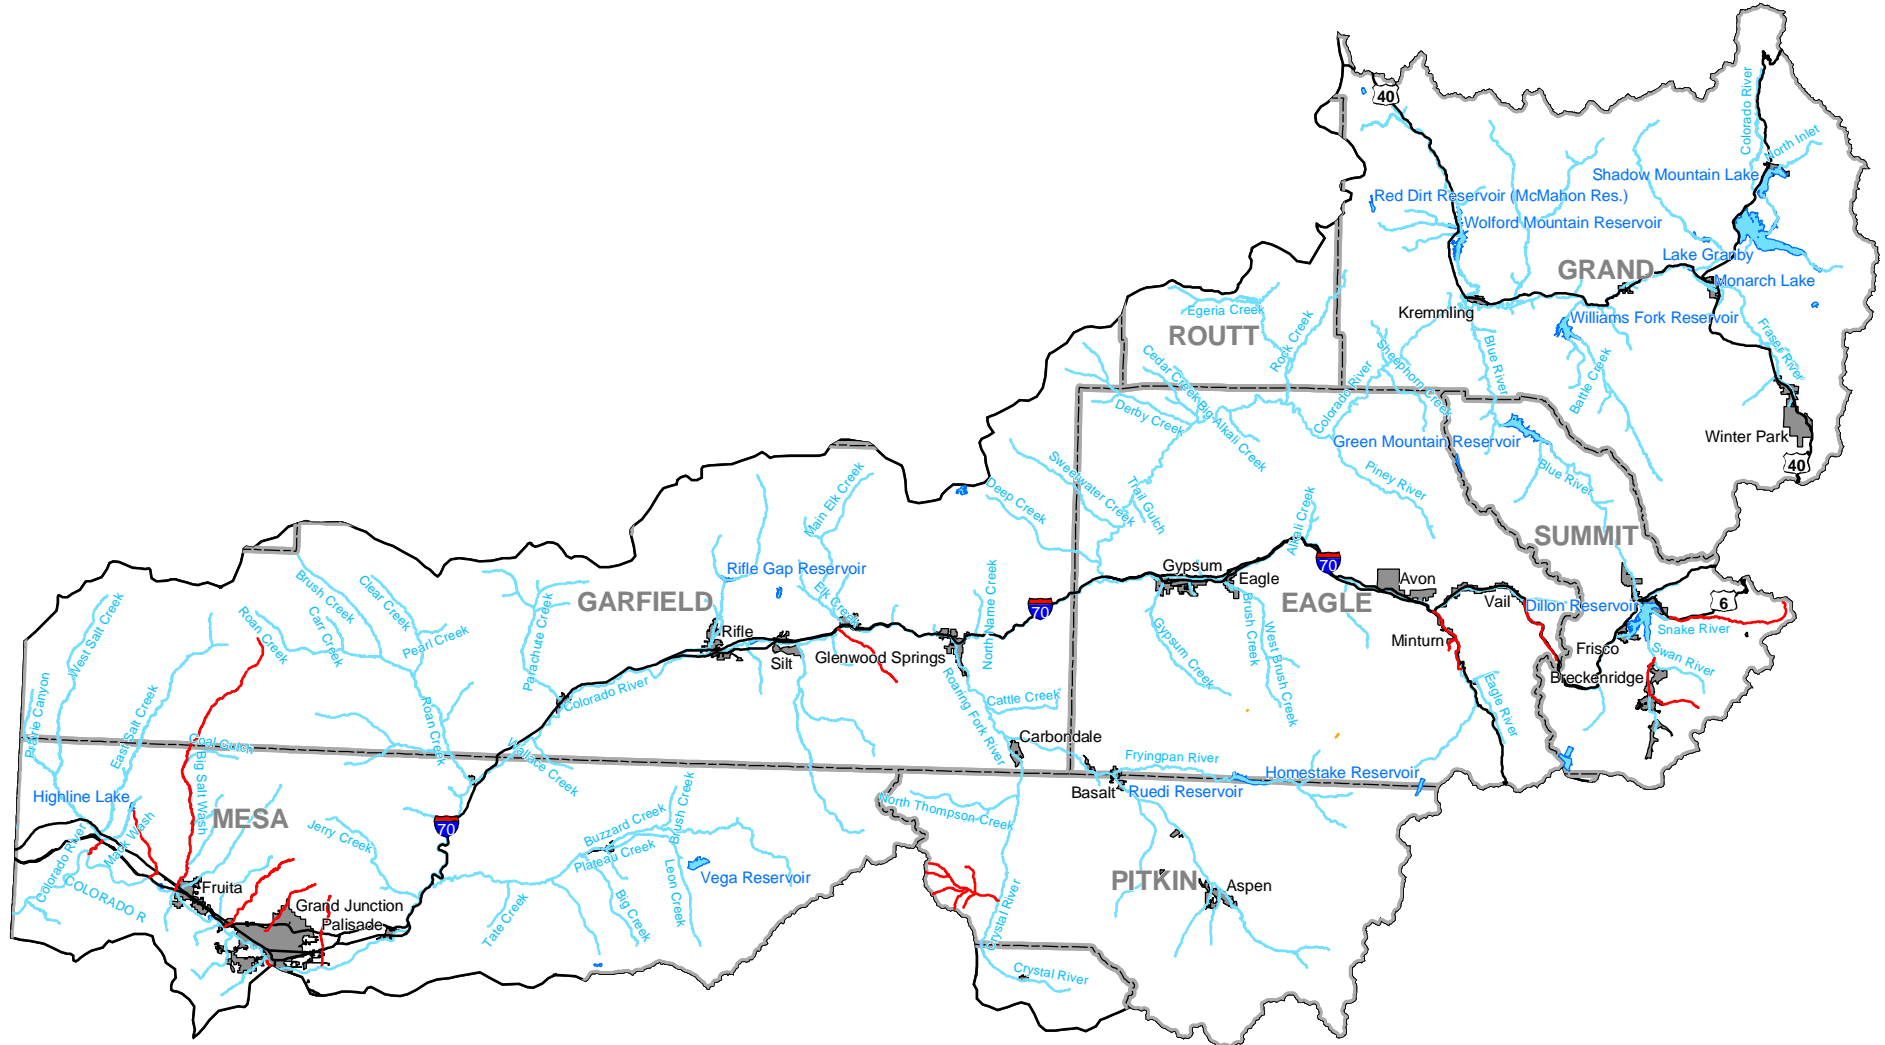 40
Colorado River
North Inlet
Shadow Mountain Lake
Red Dirt Reservoir (McMahon Res.)
Wolford Mountain Reservoir
Lake Granby
GRAND
Monarch Lake
Kremmling
Williams Fork Reservoir
Egeria Creek
ROUTT
Rock Creek
Fraser River
Blue River
Battle Creek
Sheephorn Creek
Colorado River
Cedar Creek
Big Alkali Creek
Derby Creek
Winter Park
40
Green Mountain Reservoir
Blue River
Piney River
Sweetwater Creek
Trail Gulch
Deep Creek
Alkali Creek
Main Elk Creek
SUMMIT
Gypsum
Eagle
70
Avon
EAGLE
Vail
Dillon Reservoir
6
Snake River
Minturn
Frisco
Swan River
Breckenridge
Eagle River
Brush Creek
West Brush Creek
Gypsum Creek
Rifle Gap Reservoir
Elk Creek
GARFIELD
70
North Name Creek
Rifle
Silt
Glenwood Springs
Roaring Fork River
Cattle Creek
Carbondale
Colorado River
Parachute Creek
Brush Creek
Clear Creek
Carr Creek
Roan Creek
Pearl Creek
Roan Creek
West Salt Creek
Prairie Canyon
East Salt Creek
Coal Gulch
Big Salt Wash
Wallace Creek
Fryingpan River
Homestake Reservoir
Basalt
Ruedi Reservoir
Highline Lake
MESA
Mack Wash
Jerry Creek
70
Buzzard Creek
Brush Creek
Plateau Creek
North Thompson Creek
Colorado River
COLORADO R
Fruita
Grand Junction
Palisade
Tate Creek
Big Creek
Leon Creek
Vega Reservoir
Crystal River
PITKIN
Aspen
Crystal River